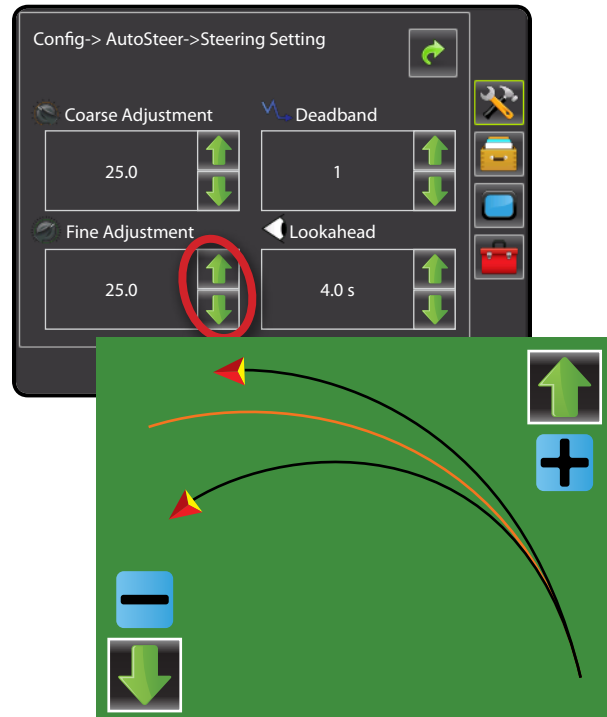 Config-> AutoSteer->Steering Setting
Coarse Adjustment
Deadband
25.0
1
Fine Adjustment
Lookahead
25.0
4.0 s